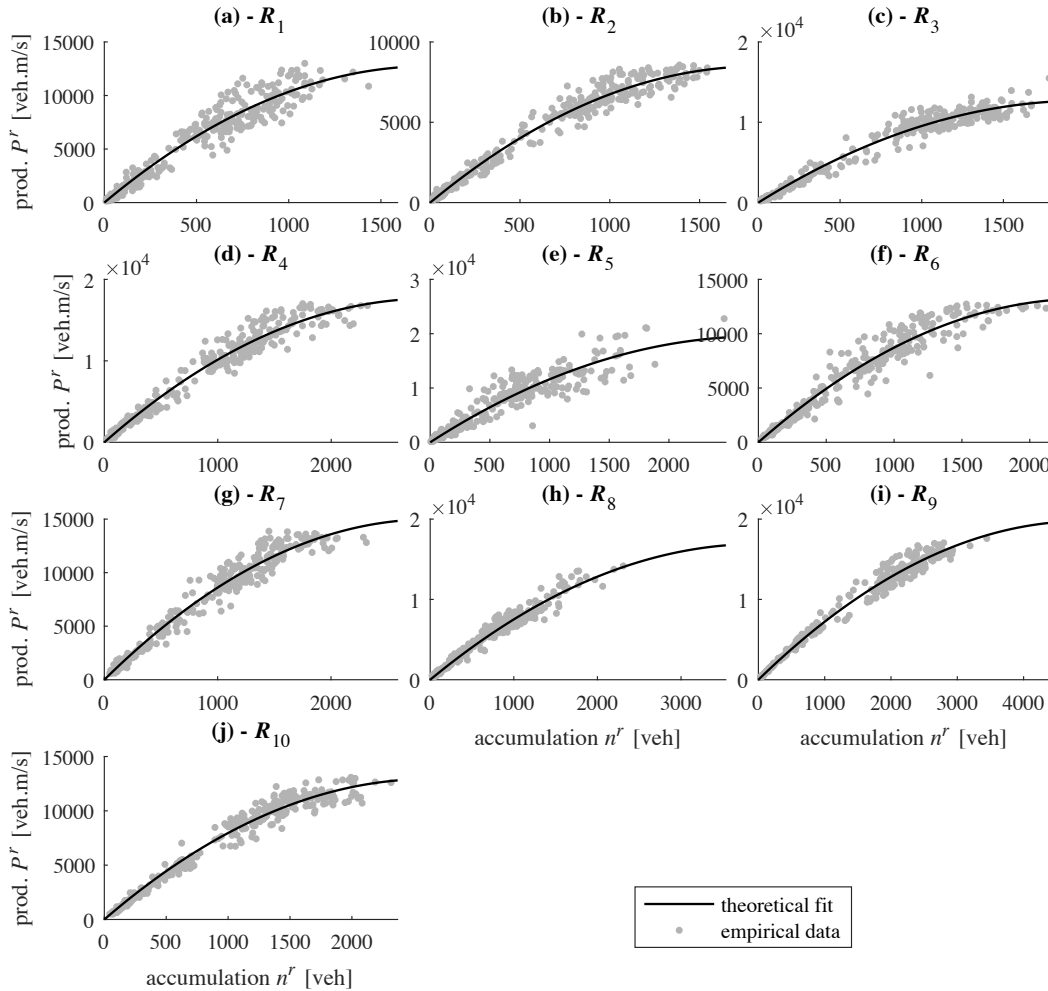 (a) - R1
(b) - R2
(c) - R3
15000
10000
5000
0
0 500 1000 1500
prod. P^r [veh.m/s]
10000
5000
0
0 500 1000 1500
×10^4
2
1
0
0 500 1000 1500
(d) - R4
(e) - R5
(f) - R6
×10^4
2
1
0
0 1000 2000
prod. P^r [veh.m/s]
×10^4
3
2
1
0
0 500 1000 1500 2000
15000
10000
5000
0
0 500 1000 1500 2000
(g) - R7
(h) - R8
(i) - R9
15000
10000
5000
0
0 1000 2000
prod. P^r [veh.m/s]
×10^4
2
1
0
0 1000 2000 3000
accumulation n^r [veh]
×10^4
2
1
0
0 1000 2000 3000 4000
accumulation n^r [veh]
(j) - R10
15000
10000
5000
0
0 500 1000 1500 2000
prod. P^r [veh.m/s]
accumulation n^r [veh]
theoretical fit
empirical data